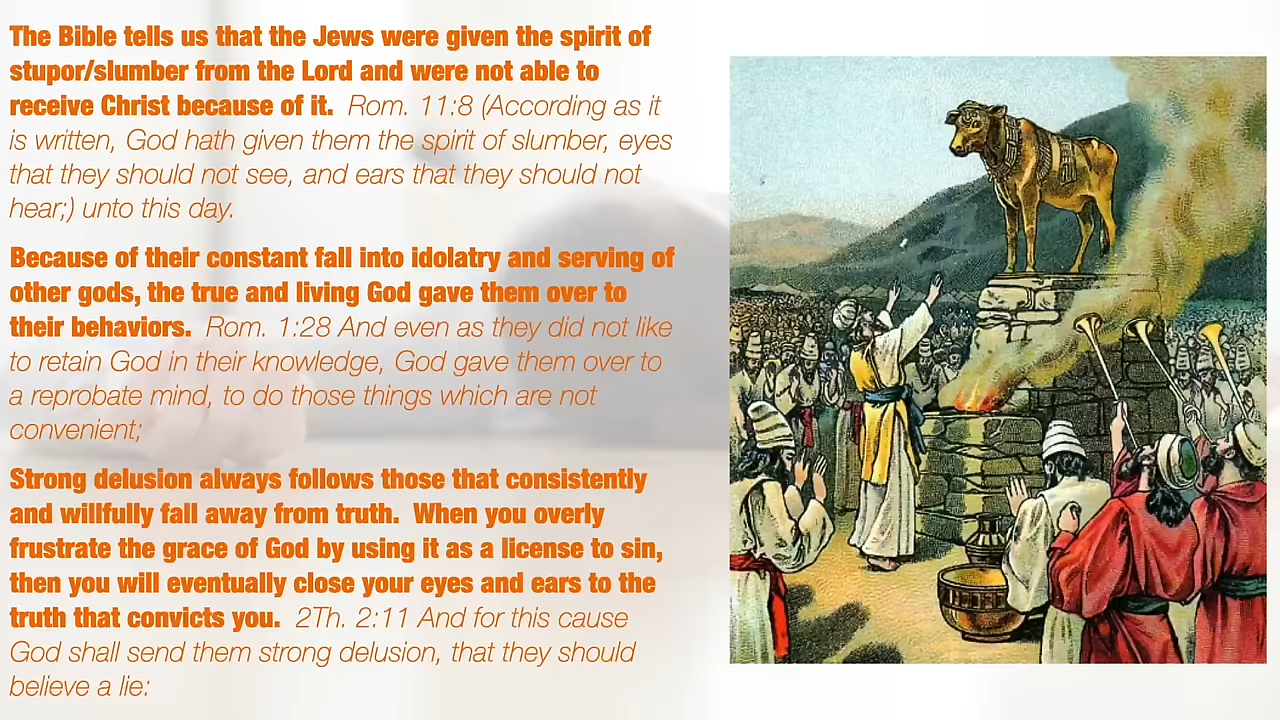 The Bible tells us that the Jews were given the spirit of
stupor/slumber from the Lord and were not able to
receive Christ because of it. Rom. 11:8 (According as it
is written, God hath given them the spirit of slumber, eyes
that they should not see, and ears that they should not
hear;) unto this day.
Because of their constant fall into idolatry and serving of
other gods, the true and living God gave them over to
their behaviors. Rom. 1:28 And even as they did not like
to retain God in their knowledge, God gave them over to
a reprobate mind, to do those things which are not
convenient;
Strong delusion always follows those that consistently
and willfully fall away from truth. When you overly
frustrate the grace of God by using it as a license to sin,
then you will eventually close your eyes and ears to the
truth that convicts you. 2Th. 2:11 And for this cause
God shall send them strong delusion, that they should
believe a lie: